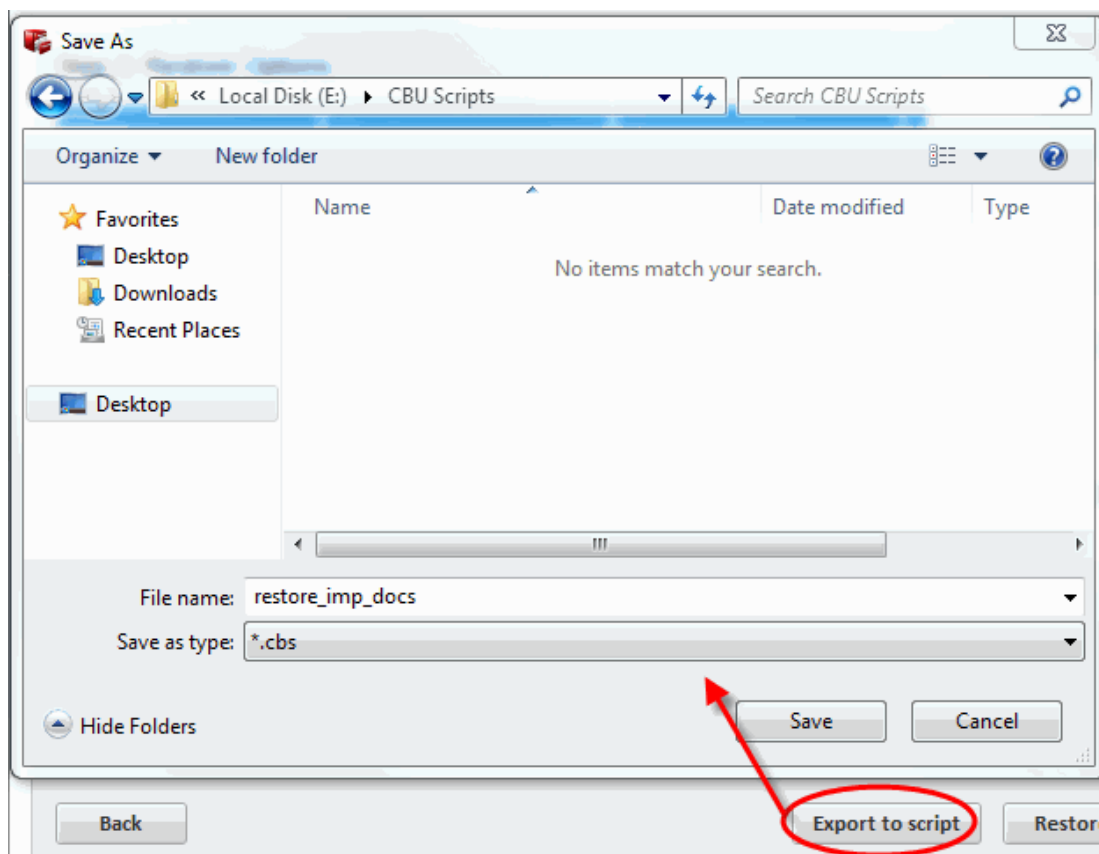 Save As
« Local Disk (E:) CBU Scripts Search CBU Scripts
Organize New folder
Name Date modified Type
No items match your search.
Favorites
Desktop
Downloads
Recent Places
Desktop
File name: restore_imp_docs
Save as type: *.cbs
Hide Folders Save Cancel
Back Export to script Restor